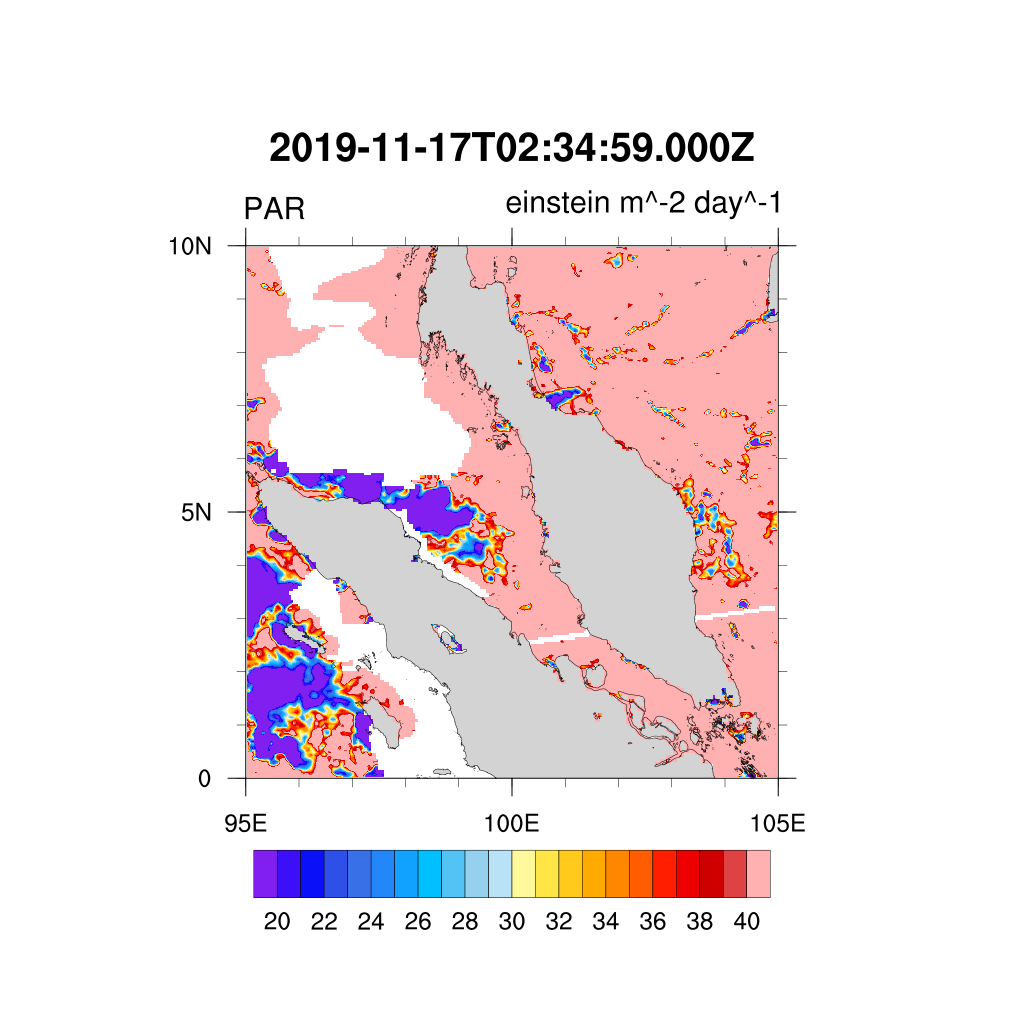 2019-11-17T02:34:59.000Z
PAR einstein m^-2 day^-1
10N
5N
0
95E 100E 105E
20 22 24 26 28 30 32 34 36 38 40